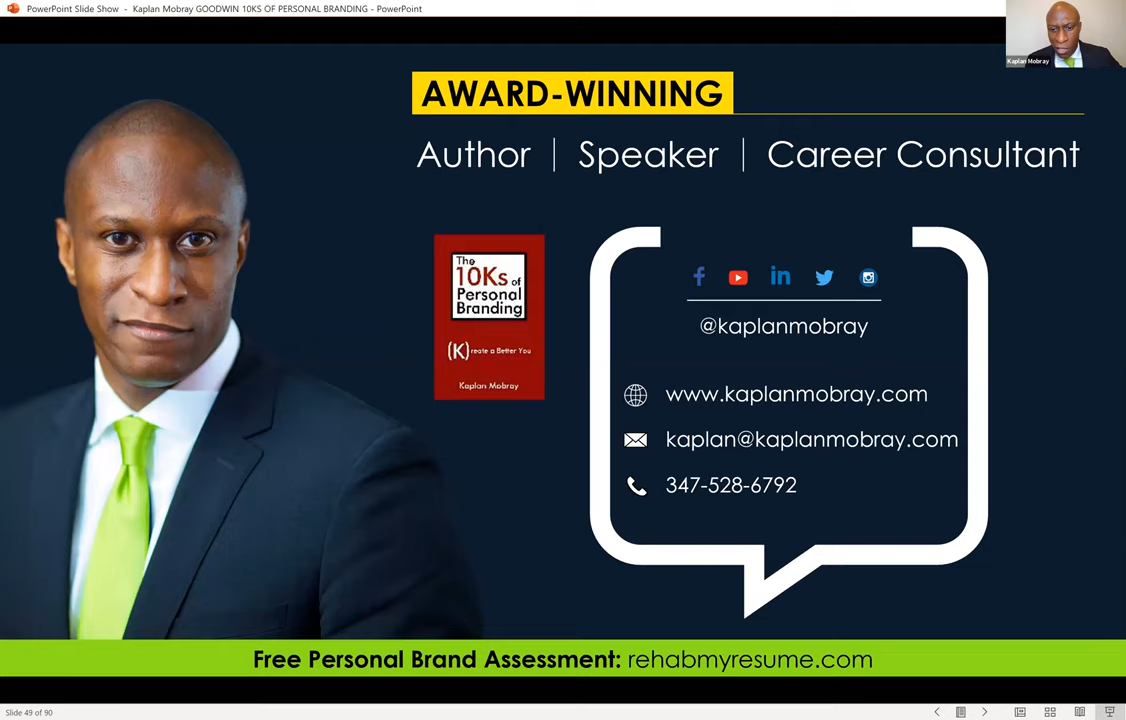 PowerPoint Slide Show - Kaplan Mobray GOODWIN 10KS OF PERSONAL BRANDING - PowerPoint
Kaplan Mobray
AWARD-WINNING
Author | Speaker | Career Consultant
The
10Ks of
Personal
Branding
(K)reate a Better You
Kaplan Mobray
@kaplanmobray
www.kaplanmobray.com
kaplan@kaplanmobray.com
347-528-6792
Free Personal Brand Assessment: rehabmyresume.com
Slide 49 of 90